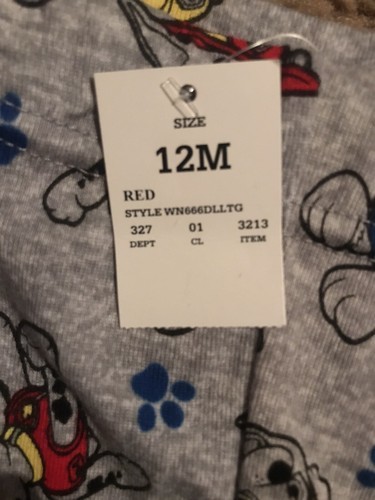 SIZE
12M
RED
STYLE WN666DLLTG
327 01 3213
DEPT CL ITEM